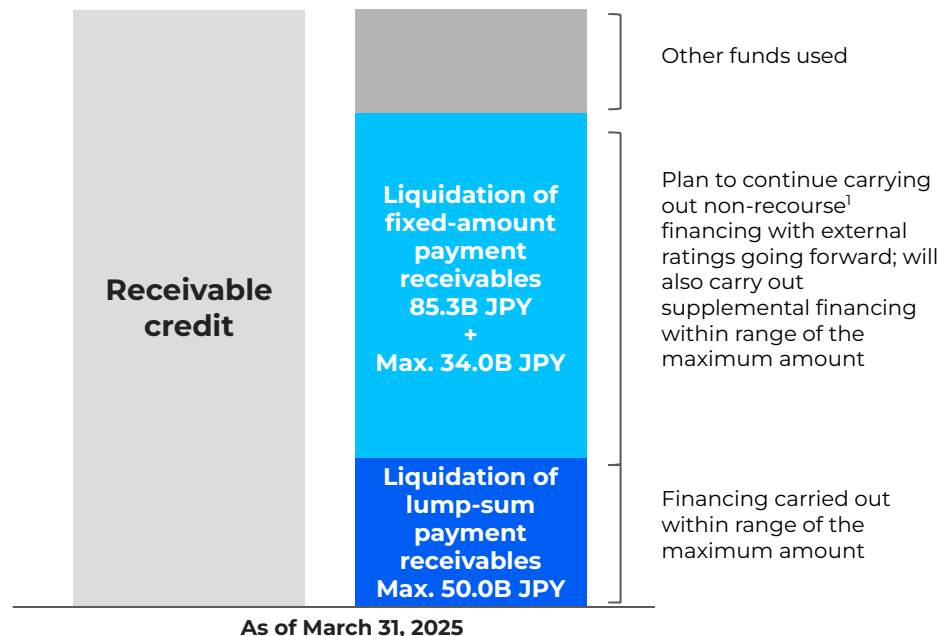 Receivable
credit
Liquidation of
fixed-amount
payment
receivables
85.3B JPY
+
Max. 34.0B JPY
Liquidation of
lump-sum
payment
receivables
Max. 50.0B JPY
Other funds used
Plan to continue carrying
out non-recourse¹
financing with external
ratings going forward; will
also carry out
supplemental financing
within range of the
maximum amount
Financing carried out
within range of the
maximum amount
As of March 31, 2025